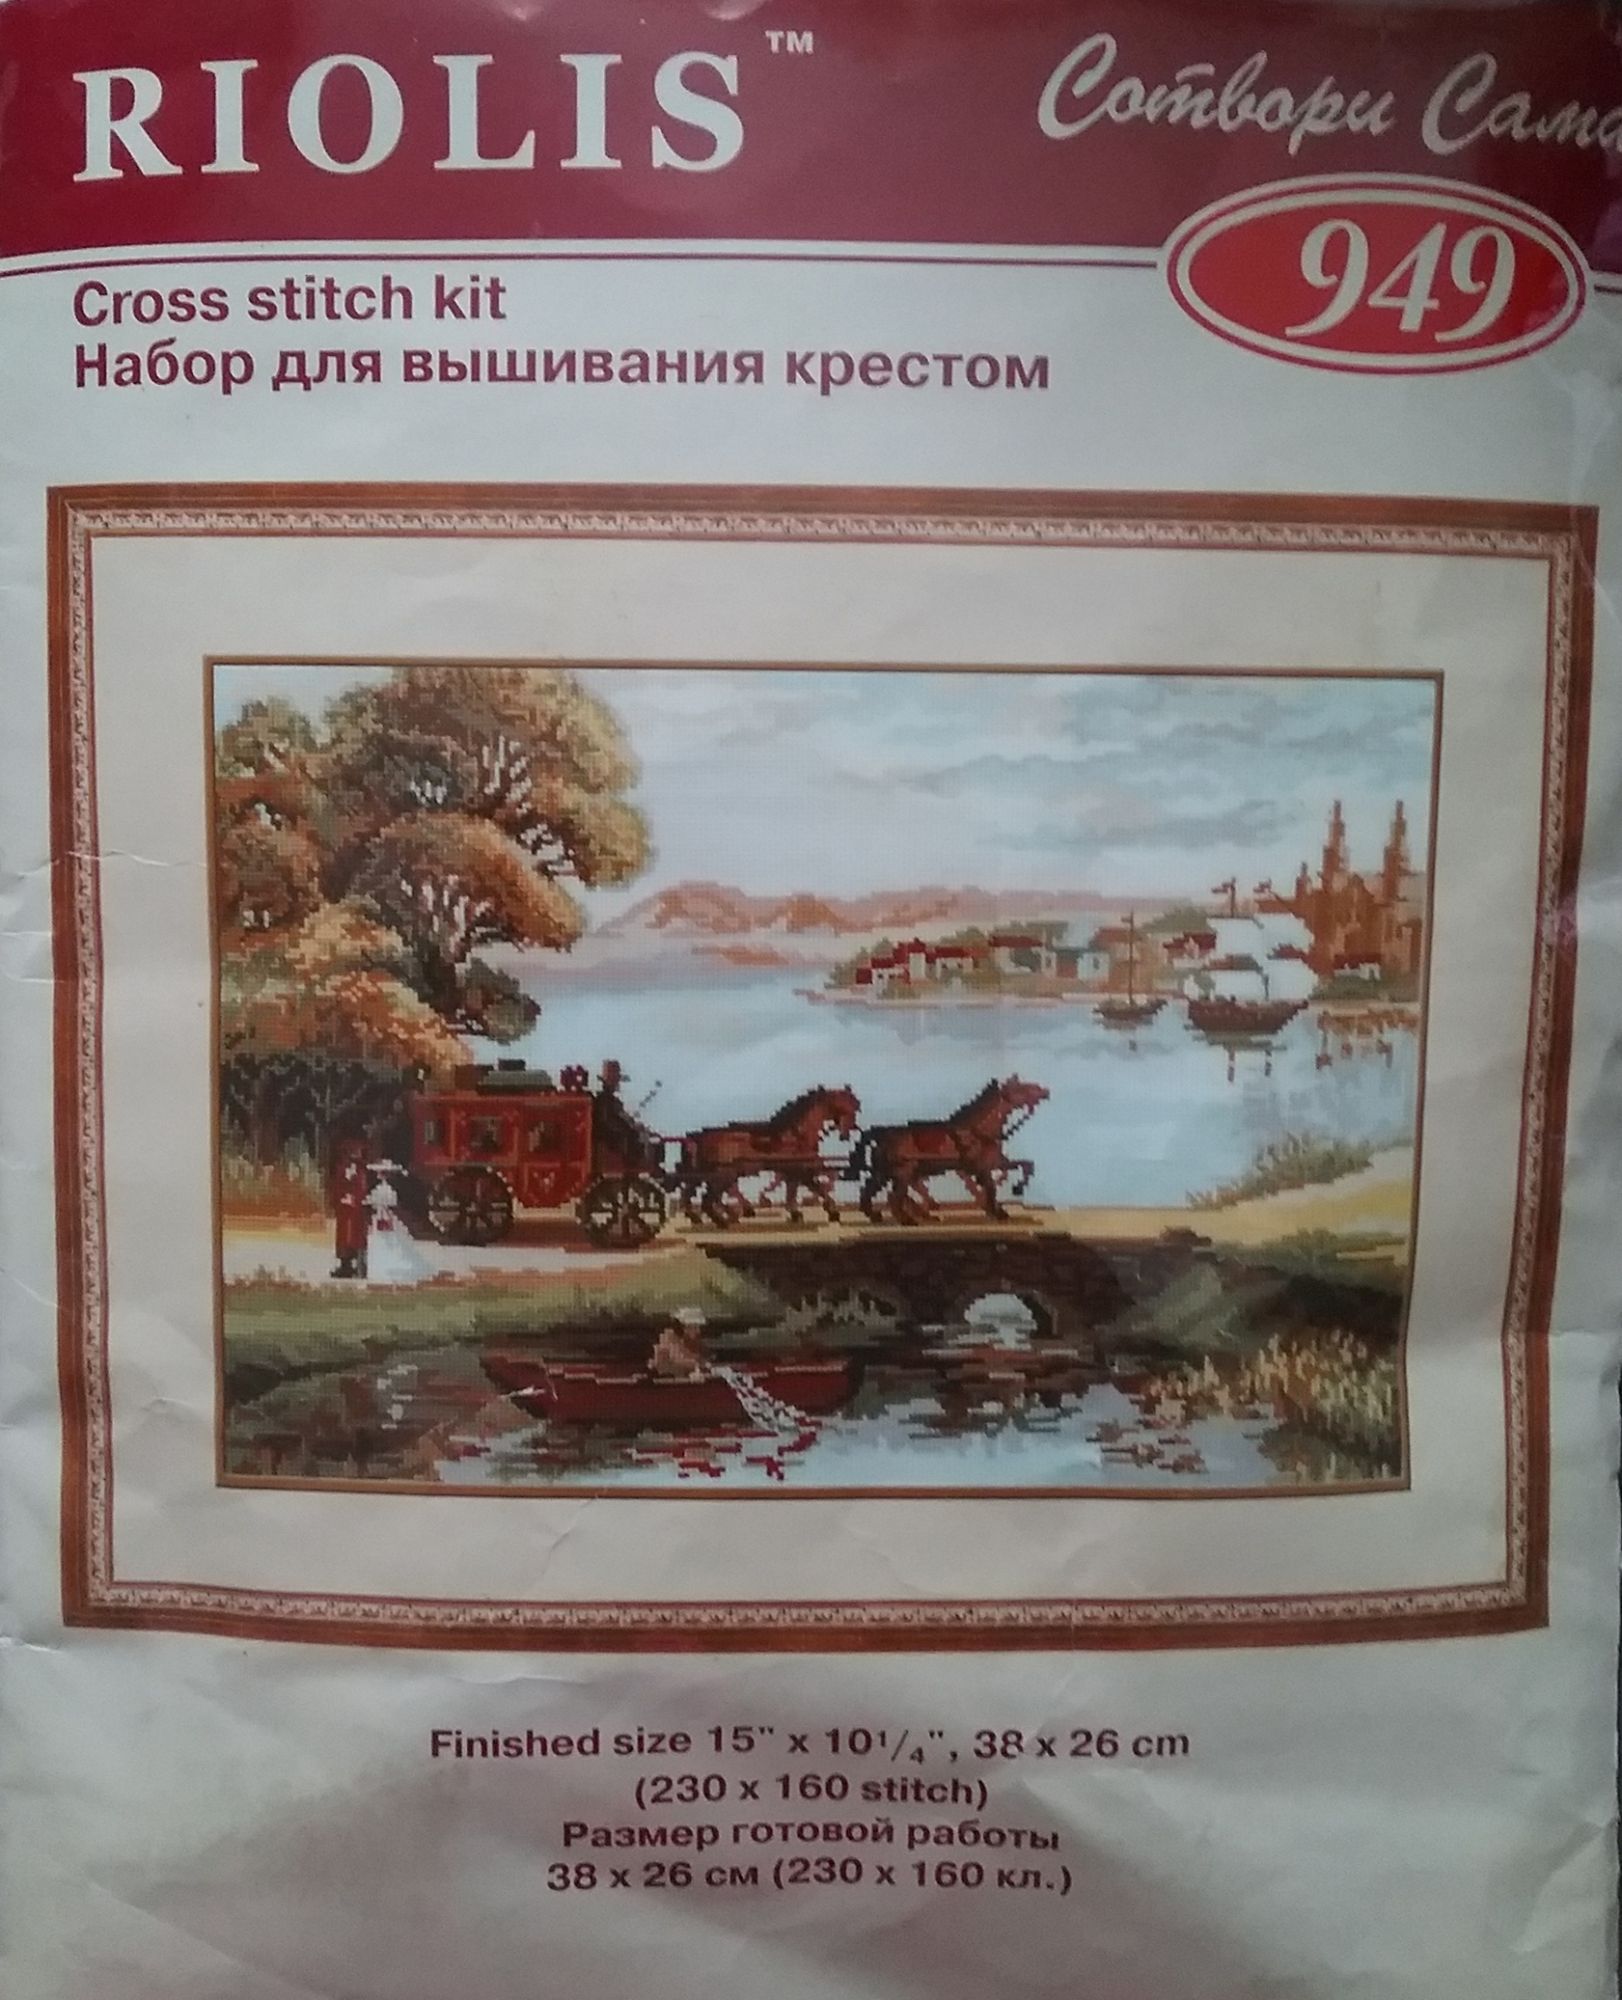 RIOLIS™
Сотвори Сама
949
Cross stitch kit
Набор для вышивания крестом
Finished size 15" x 10¹/₄", 38 x 26 cm
(230 x 160 stitch)
Размер готовой работы
38 x 26 см (230 x 160 кл.)